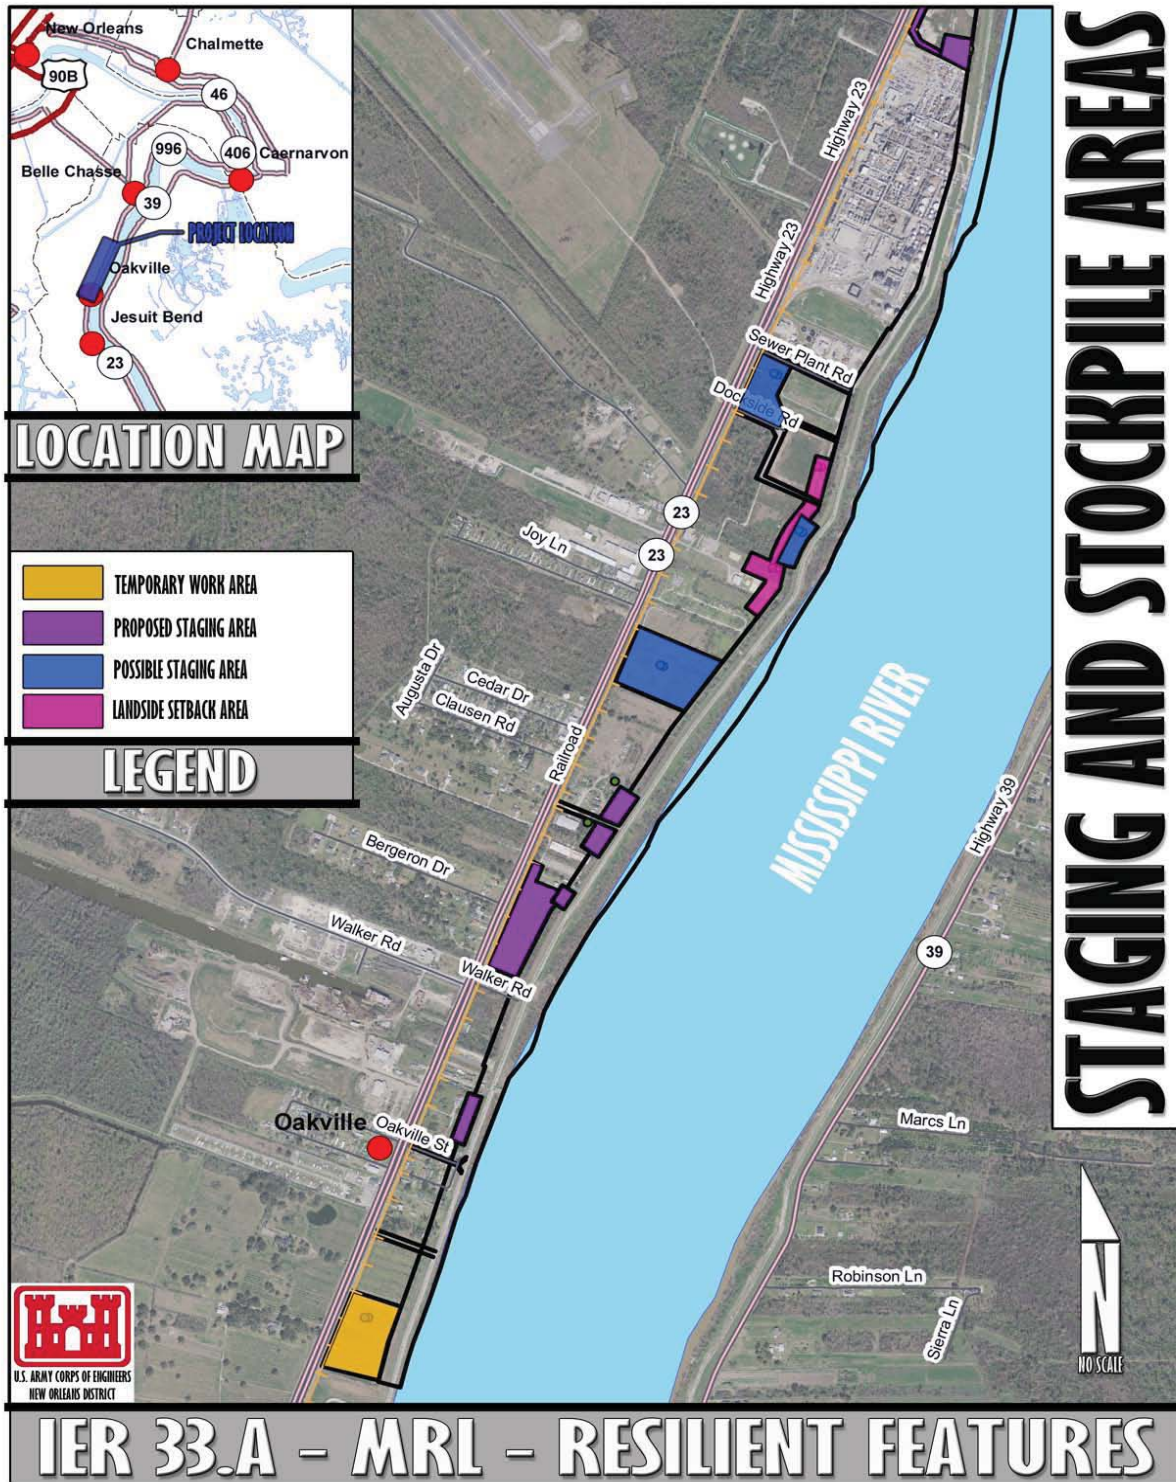 New Orleans
Chalmette
90B
46
996
406
Caernarvon
Belle Chasse
39
PROJECT LOCATION
Oakville
Jesuit Bend
23
LOCATION MAP
TEMPORARY WORK AREA
PROPOSED STAGING AREA
POSSIBLE STAGING AREA
LANDSIDE SETBACK AREA
LEGEND
STAGING AND STOCKPILE AREAS
Highway 23
Highway 23
Sewer Plant Rd
Dockside Rd
23
23
Joy Ln
Augusta Dr
Cedar Dr
Clausen Rd
Railroad
MISSISSIPPI RIVER
Highway 39
Bergeron Dr
Walker Rd
Walker Rd
39
Oakville
Oakville St
Marcs Ln
Robinson Ln
Sierra Ln
N
NO SCALE
U.S. ARMY CORPS OF ENGINEERS
NEW ORLEANS DISTRICT
IER 33.A - MRL - RESILIENT FEATURES